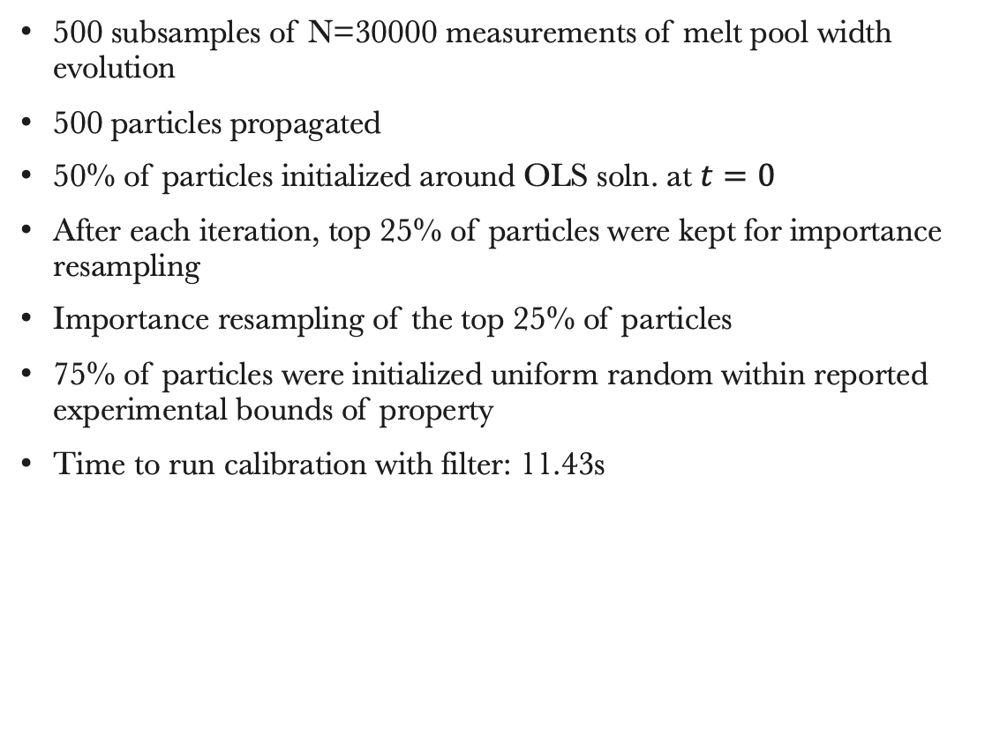 • 500 subsamples of N=30000 measurements of melt pool width
evolution
• 500 particles propagated
• 50% of particles initialized around OLS soln. at t = 0
• After each iteration, top 25% of particles were kept for importance
resampling
• Importance resampling of the top 25% of particles
• 75% of particles were initialized uniform random within reported
experimental bounds of property
• Time to run calibration with filter: 11.43s